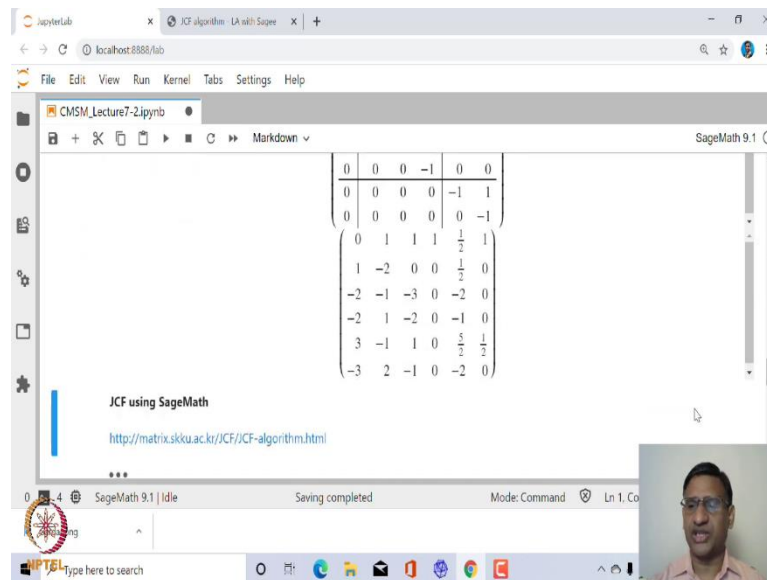 JupyterLab × JCF algorithm - LA with Sagee × +
localhost:8888/lab
File Edit View Run Kernel Tabs Settings Help
CMSM_Lecture7-2.ipynb
Markdown SageMath 9.1
0 0 0 -1 0 0
0 0 0 0 -1 1
0 0 0 0 0 -1
0 1 1 1 1/2 1
1 -2 0 0 1/2 0
-2 -1 -3 0 -2 0
-2 1 -2 0 -1 0
3 -1 1 0 5/2 1/2
-3 2 -1 0 -2 0
JCF using SageMath
http://matrix.skku.ac.kr/JCF/JCF-algorithm.html
•••
0 4 SageMath 9.1 | Idle Saving completed Mode: Command Ln 1, Co
NPTEL Type here to search